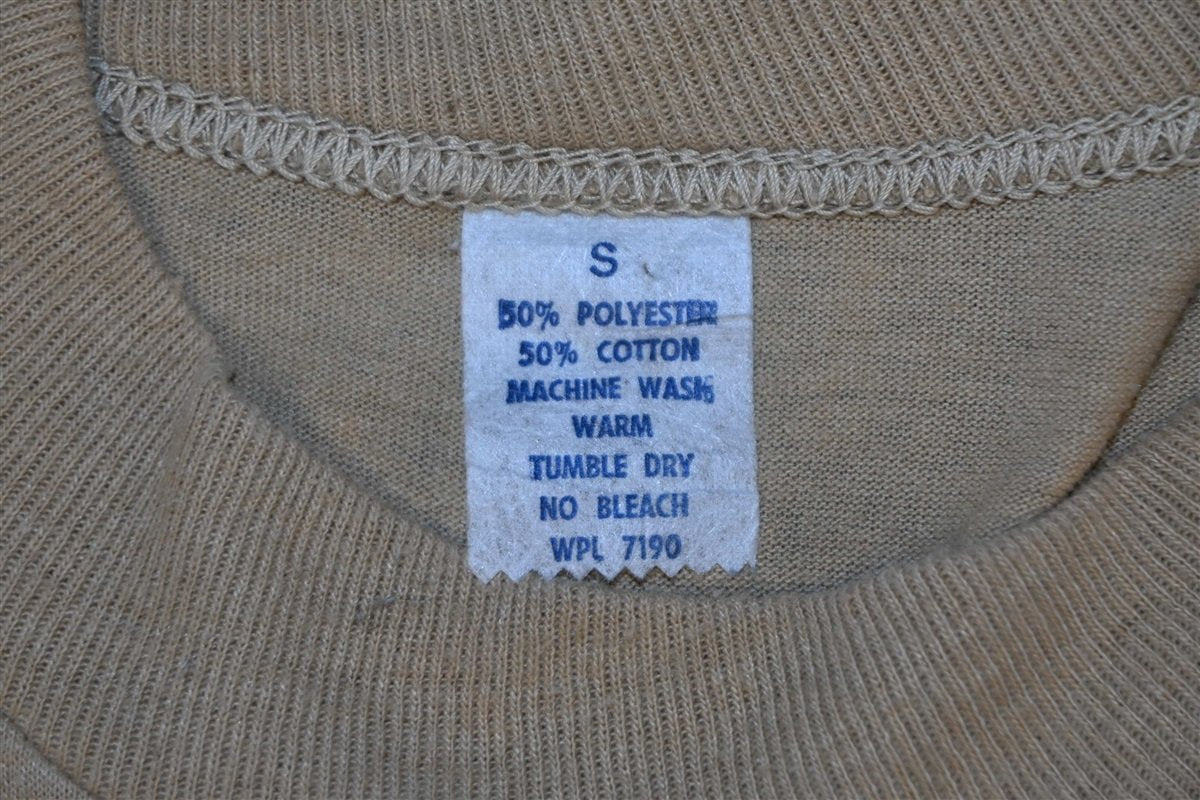 S
50% POLYESTER
50% COTTON
MACHINE WASH
WARM
TUMBLE DRY
NO BLEACH
WPL 7190